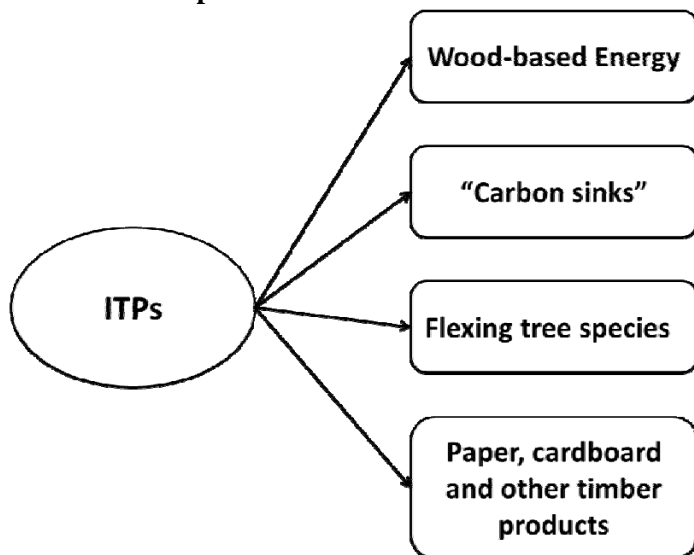 Wood-based Energy
“Carbon sinks”
ITPs
Flexing tree species
Paper, cardboard
and other timber
products